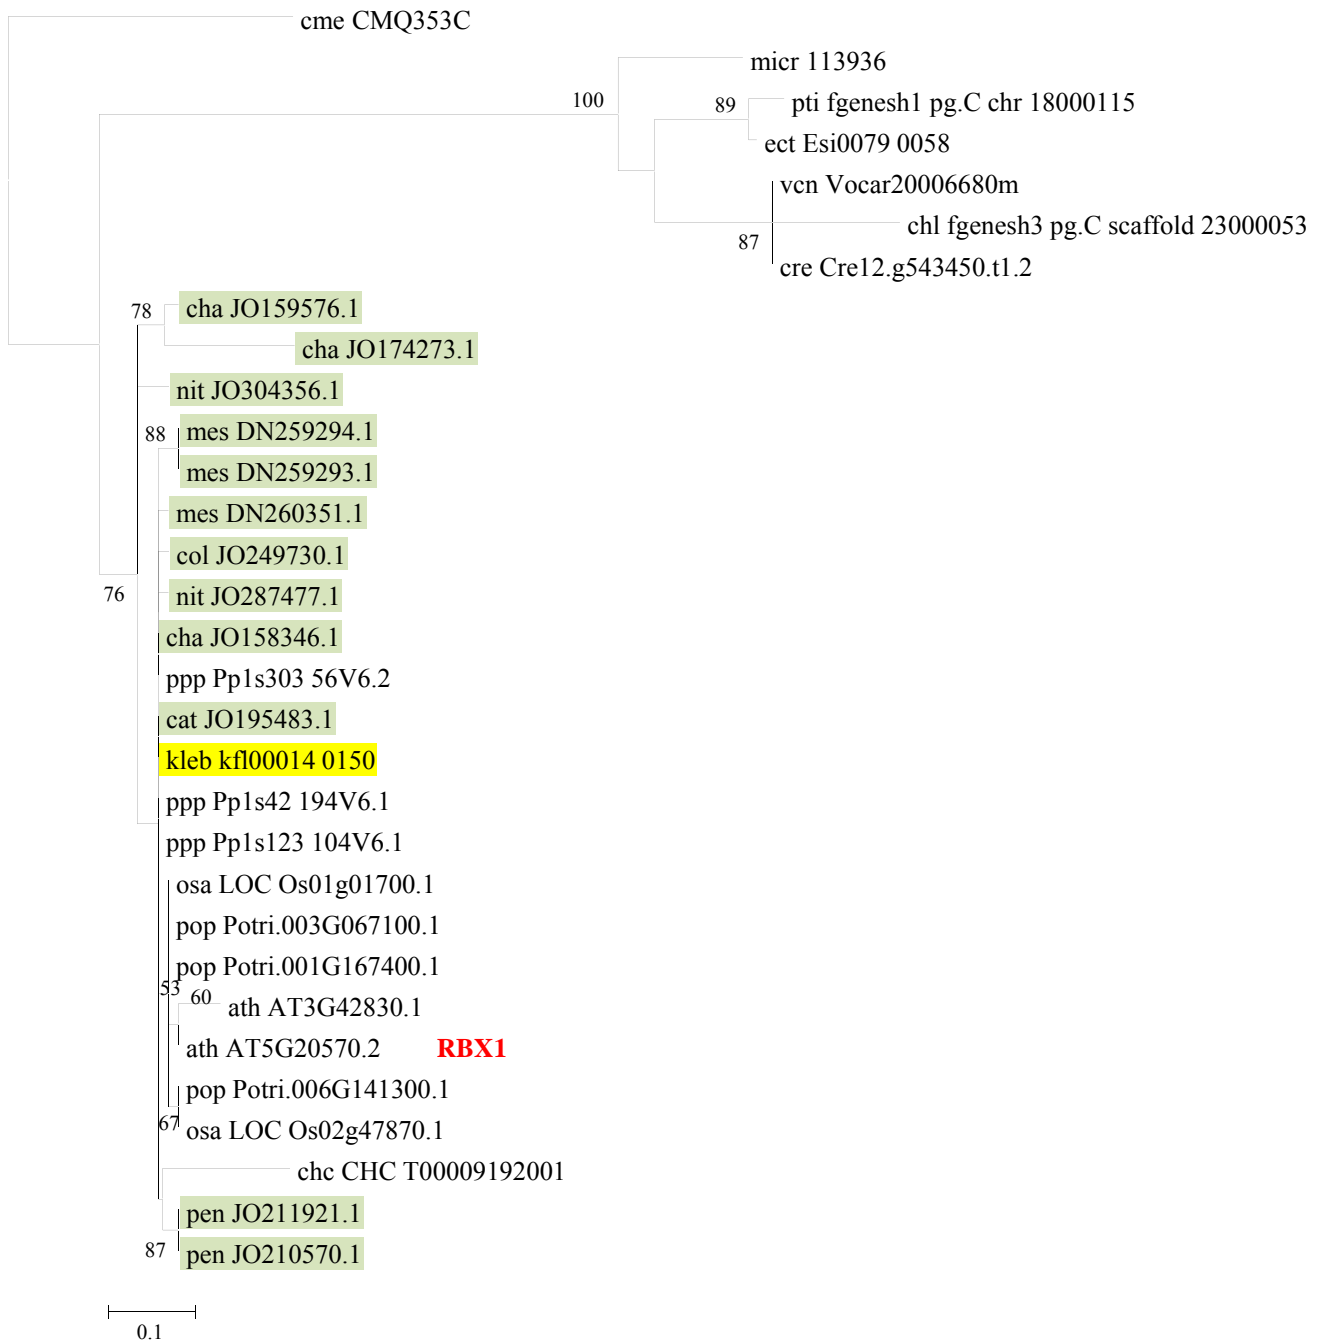 cme CMQ353C
micr 113936
100
89
pti fgenesh1 pg.C chr 18000115
ect Esi0079 0058
vcn Vocar20006680m
chl fgenesh3 pg.C scaffold 23000053
87
cre Cre12.g543450.t1.2
78
cha JO159576.1
cha JO174273.1
nit JO304356.1
88
mes DN259294.1
mes DN259293.1
mes DN260351.1
col JO249730.1
76
nit JO287477.1
cha JO158346.1
ppp Pp1s303 56V6.2
cat JO195483.1
kleb kfl00014 0150
ppp Pp1s42 194V6.1
ppp Pp1s123 104V6.1
osa LOC Os01g01700.1
pop Potri.003G067100.1
pop Potri.001G167400.1
53
60
ath AT3G42830.1
ath AT5G20570.2 RBX1
pop Potri.006G141300.1
67
osa LOC Os02g47870.1
chc CHC T00009192001
pen JO211921.1
87
pen JO210570.1
0.1